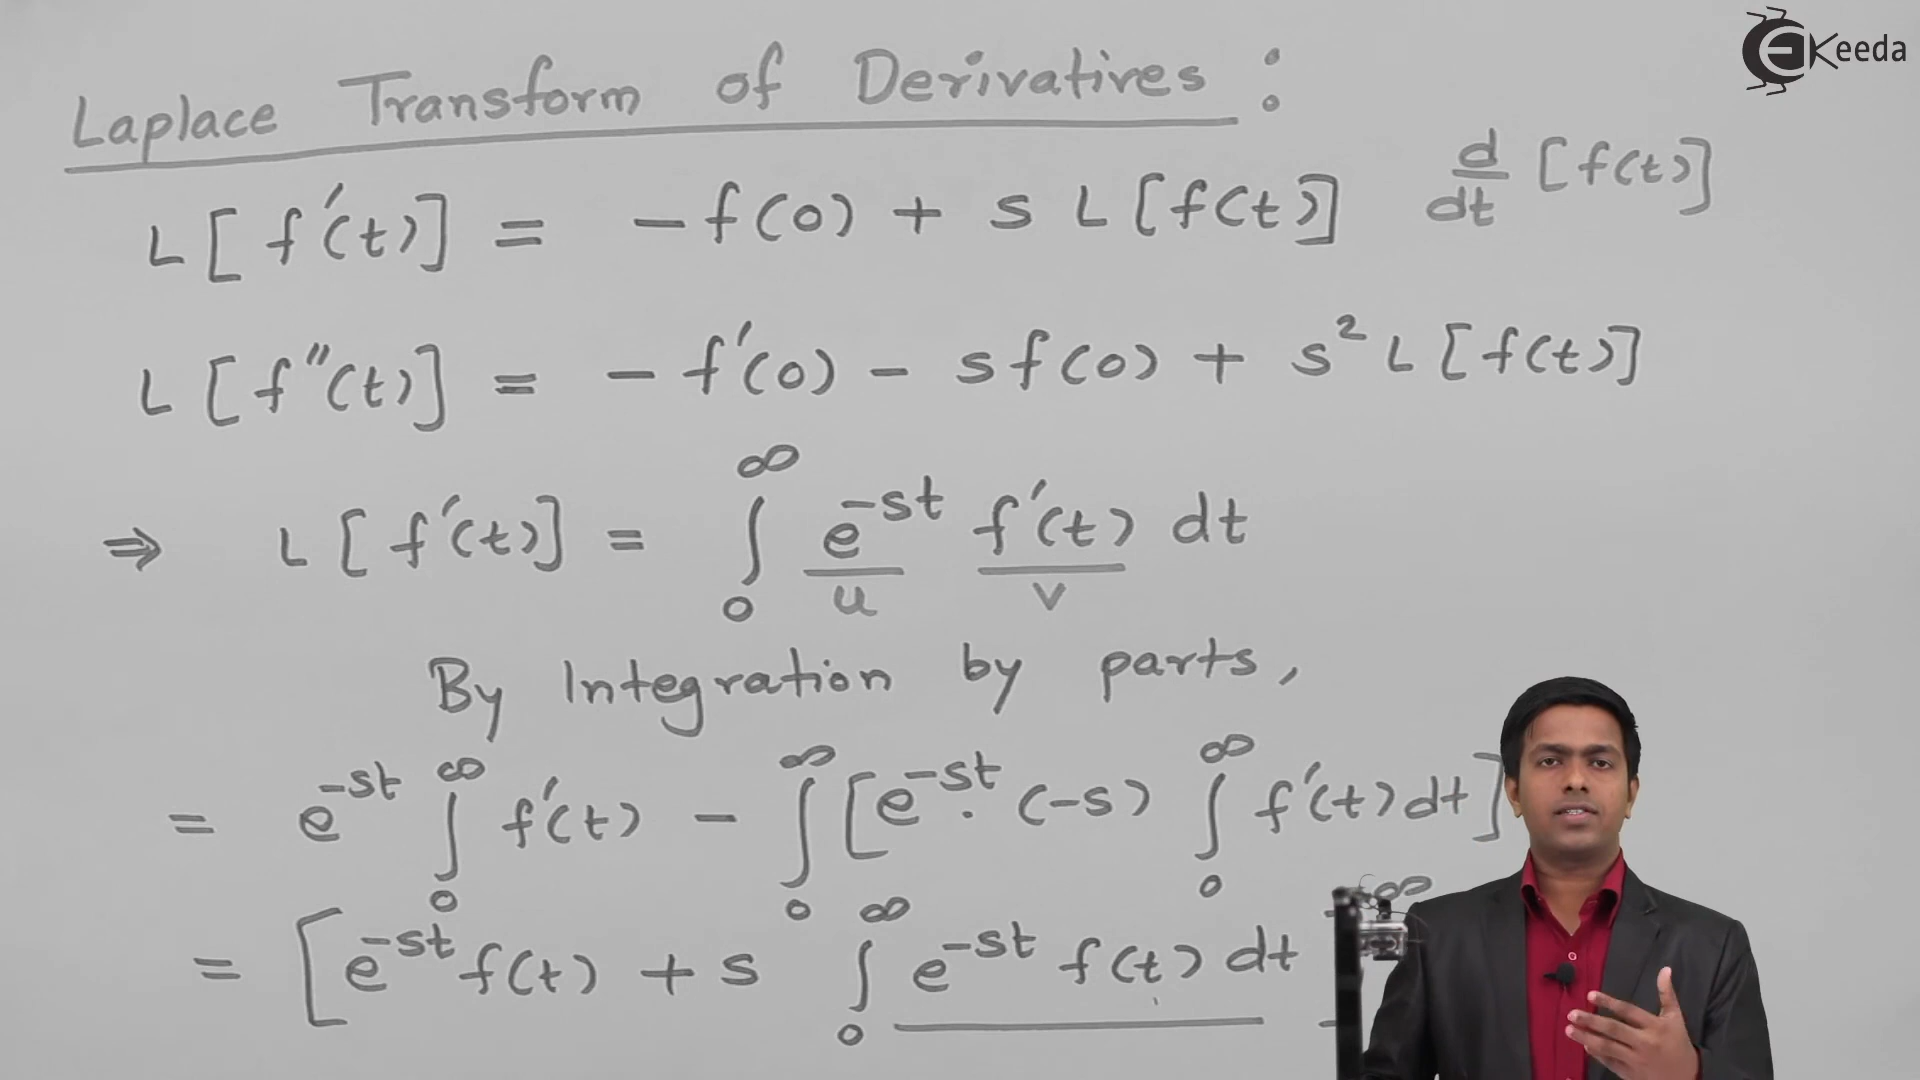 Keeda
Laplace Transform of Derivatives :
d/dt [f(t)]
L[f'(t)] = -f(0) + s L[f(t)]
L[f''(t)] = -f'(0) - sf(0) + s² L[f(t)]
⇒ L[f'(t)] = ∫₀^∞ e^-st f'(t) dt
u v
By Integration by parts,
= e^-st ∫₀^∞ f'(t) - ∫₀^∞ [e^-st . (-s) ∫₀^∞ f'(t) dt]
= [e^-st f(t) + s ∫₀^∞ e^-st f(t) dt ]₀^∞